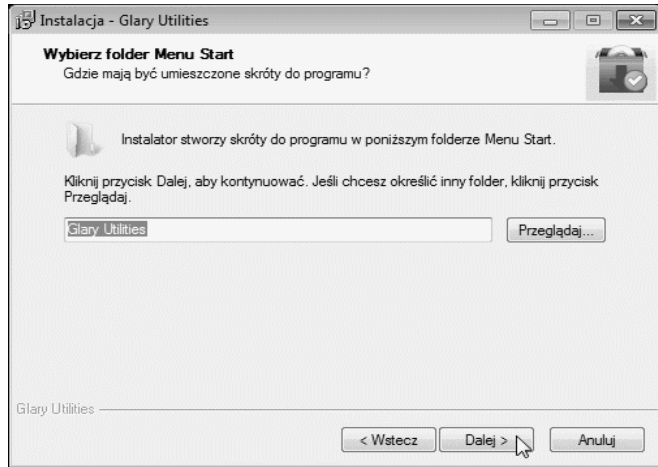 Instalacja - Glary Utilities
Wybierz folder Menu Start
Gdzie mają być umieszczone skróty do programu?
Instalator stworzy skróty do programu w poniższym folderze Menu Start.
Kliknij przycisk Dalej, aby kontynuować. Jeśli chcesz określić inny folder, kliknij przycisk
Przeglądaj.
Glary Utilities
Przeglądaj...
Glary Utilities
< Wstecz
Dalej >
Anuluj